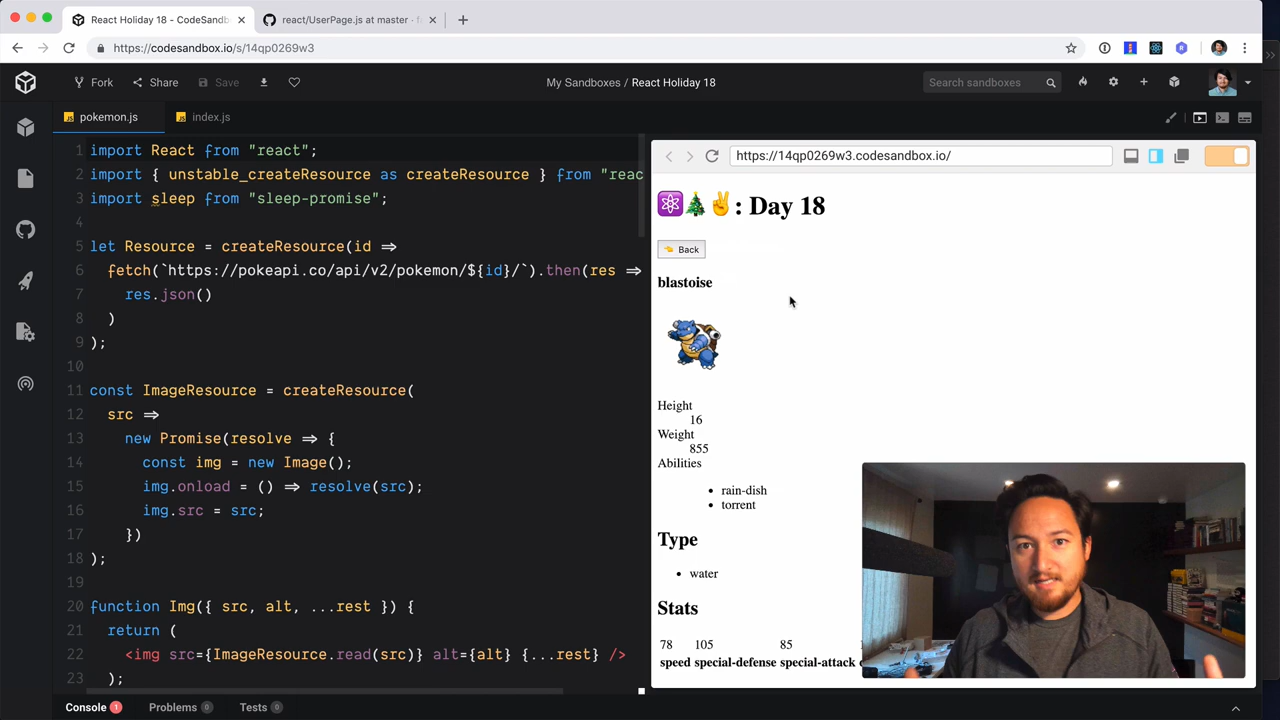 React Holiday 18 - CodeSandb
react/UserPage.js at master · f
https://codesandbox.io/s/14qp0269w3
Fork
Share
Save
My Sandboxes / React Holiday 18
Search sandboxes
pokemon.js
index.js
1 import React from "react";
2 import { unstable_createResource as createResource } from "reac
3 import sleep from "sleep-promise";
4
5 let Resource = createResource(id =>
6 fetch(`https://pokeapi.co/api/v2/pokemon/${id}/`).then(res =>
7 res.json()
8 )
9 );
10
11 const ImageResource = createResource(
12 src =>
13 new Promise(resolve => {
14 const img = new Image();
15 img.onload = () => resolve(src);
16 img.src = src;
17 })
18 );
19
20 function Img({ src, alt, ...rest }) {
21 return (
22 <img src={ImageResource.read(src)} alt={alt} {...rest} />
23 );
Console 1
Problems 0
Tests 0
https://14qp0269w3.codesandbox.io/
⚛️🎄✌️: Day 18
👈 Back
blastoise
Height
16
Weight
855
Abilities
• rain-dish
• torrent
Type
• water
Stats
78 105 85
speed special-defense special-attack